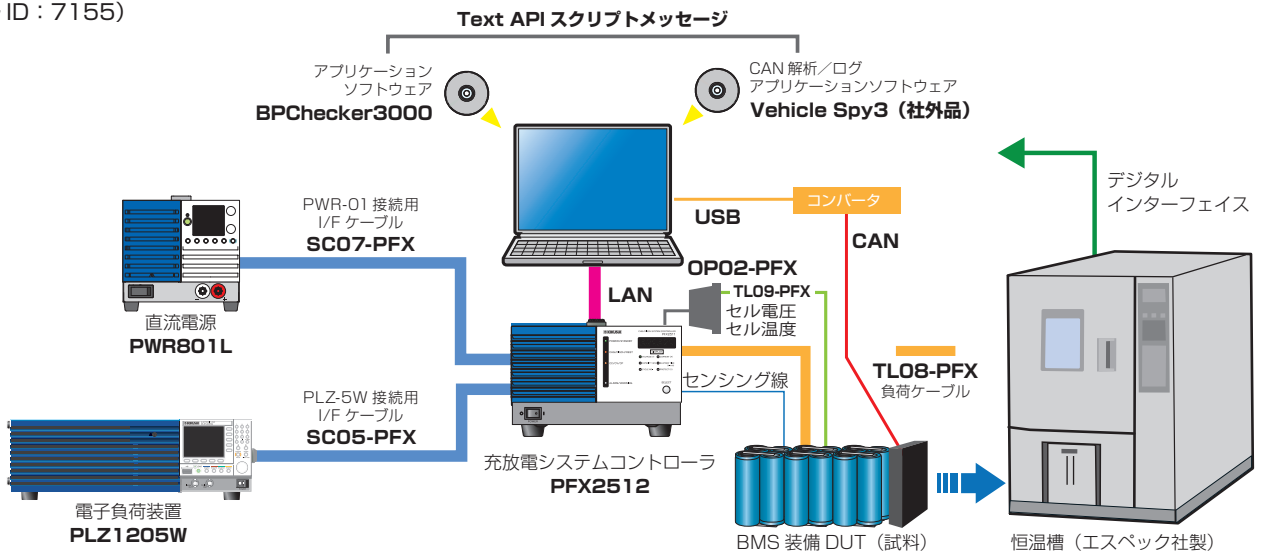 ID：7155）
Text API スクリプトメッセージ
アプリケーション
ソフトウェア
BPChecker3000
CAN 解析／ログ
アプリケーションソフトウェア
Vehicle Spy3（社外品）
PWR-01 接続用
I/F ケーブル
SC07-PFX
直流電源
PWR801L
USB
コンバータ
CAN
デジタル
インターフェイス
LAN
OP02-PFX
TL09-PFX
セル電圧
セル温度
センシング線
TL08-PFX
負荷ケーブル
PLZ-5W 接続用
I/F ケーブル
SC05-PFX
電子負荷装置
PLZ1205W
充放電システムコントローラ
PFX2512
BMS 装備 DUT（試料）
恒温槽（エスペック社製）